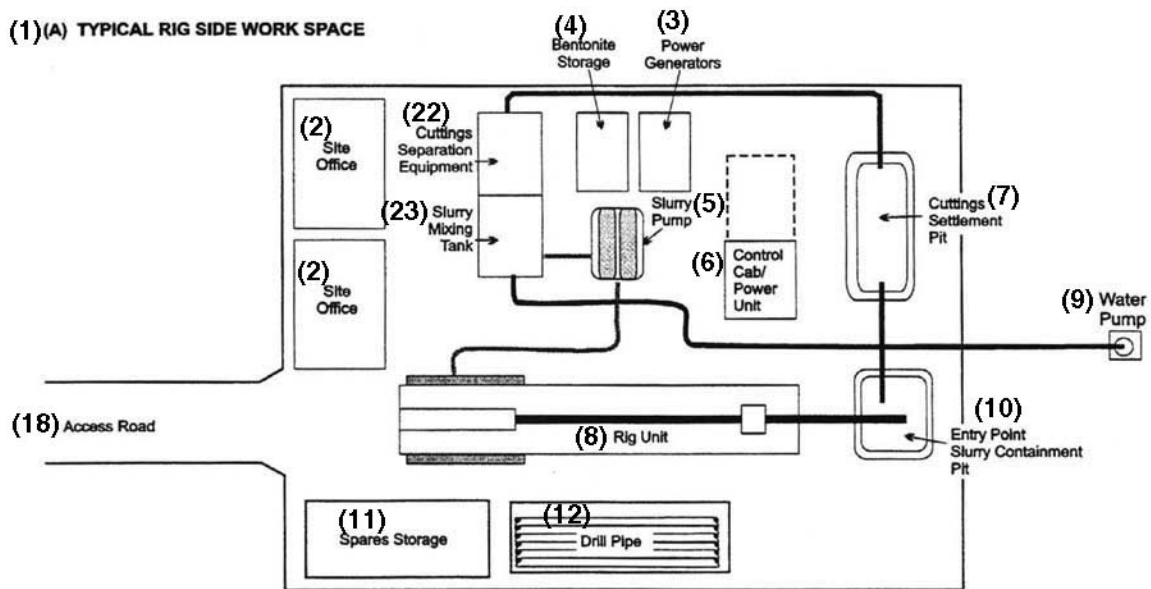 (1) (A) TYPICAL RIG SIDE WORK SPACE
(4)
Bentonite
Storage
(3)
Power
Generators
(2)
Site
Office
(22)
Cuttings
Separation
Equipment
(23) Slurry
Mixing
Tank
Slurry (5)
Pump
(6) Control
Cab/
Power
Unit
Cuttings (7)
Settlement
Pit
(2)
Site
Office
(9) Water
Pump
(18) Access Road
(8) Rig Unit
(10)
Entry Point
Slurry Containment
Pit
(11)
Spares Storage
(12)
Drill Pipe